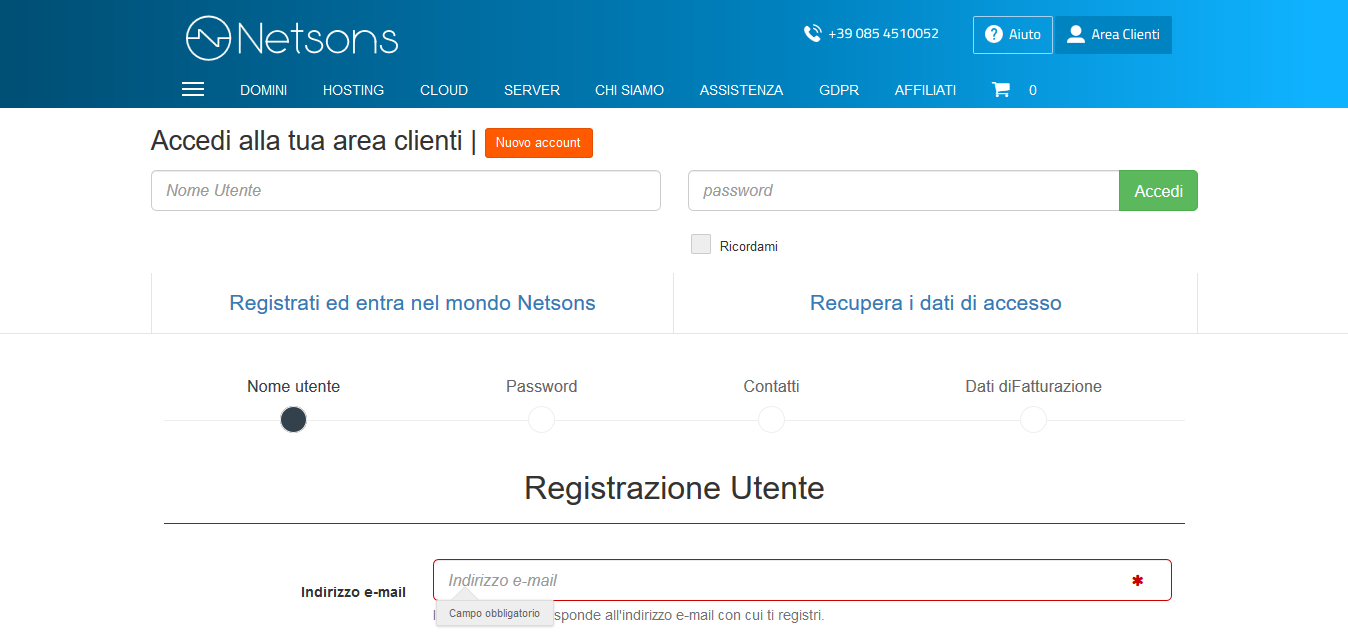 Netsons
+39 085 4510052
? Aiuto
Area Clienti
DOMINI HOSTING CLOUD SERVER CHI SIAMO ASSISTENZA GDPR AFFILIATI 0
Accedi alla tua area clienti | Nuovo account
Nome Utente
password
Accedi
Ricordami
Registrati ed entra nel mondo Netsons
Recupera i dati di accesso
Nome utente Password Contatti Dati diFatturazione
Registrazione Utente
Indirizzo e-mail
Indirizzo e-mail *
Campo obbligatorio
sponde all'indirizzo e-mail con cui ti registri.